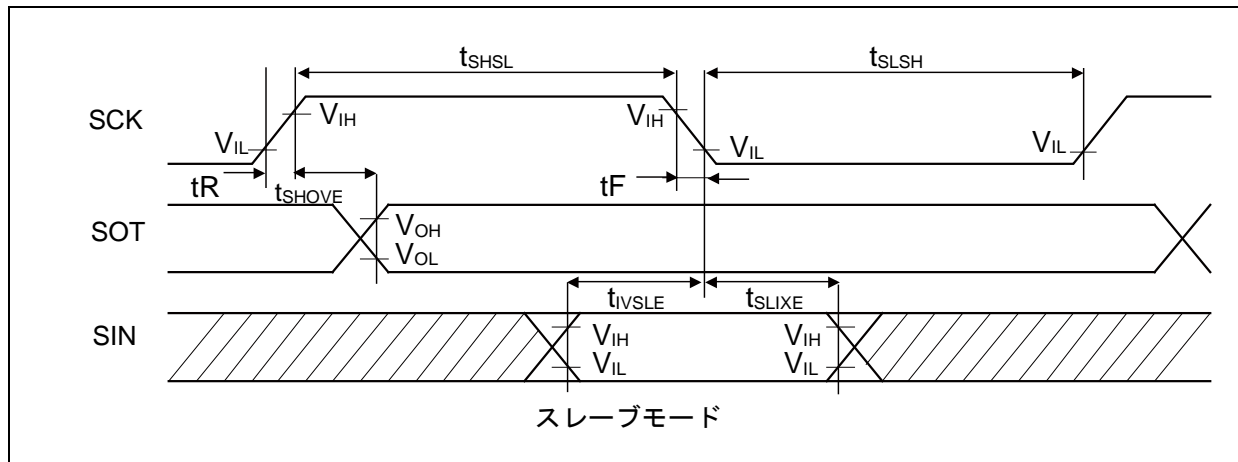 tSHSL
tSLSH
SCK
VIH
VIH
VIL
VIL
VIL
tR
tSHOVE
tF
SOT
VOH
VOL
tIVSLE
tSLIXE
SIN
VIH
VIH
VIL
VIL
スレーブモード